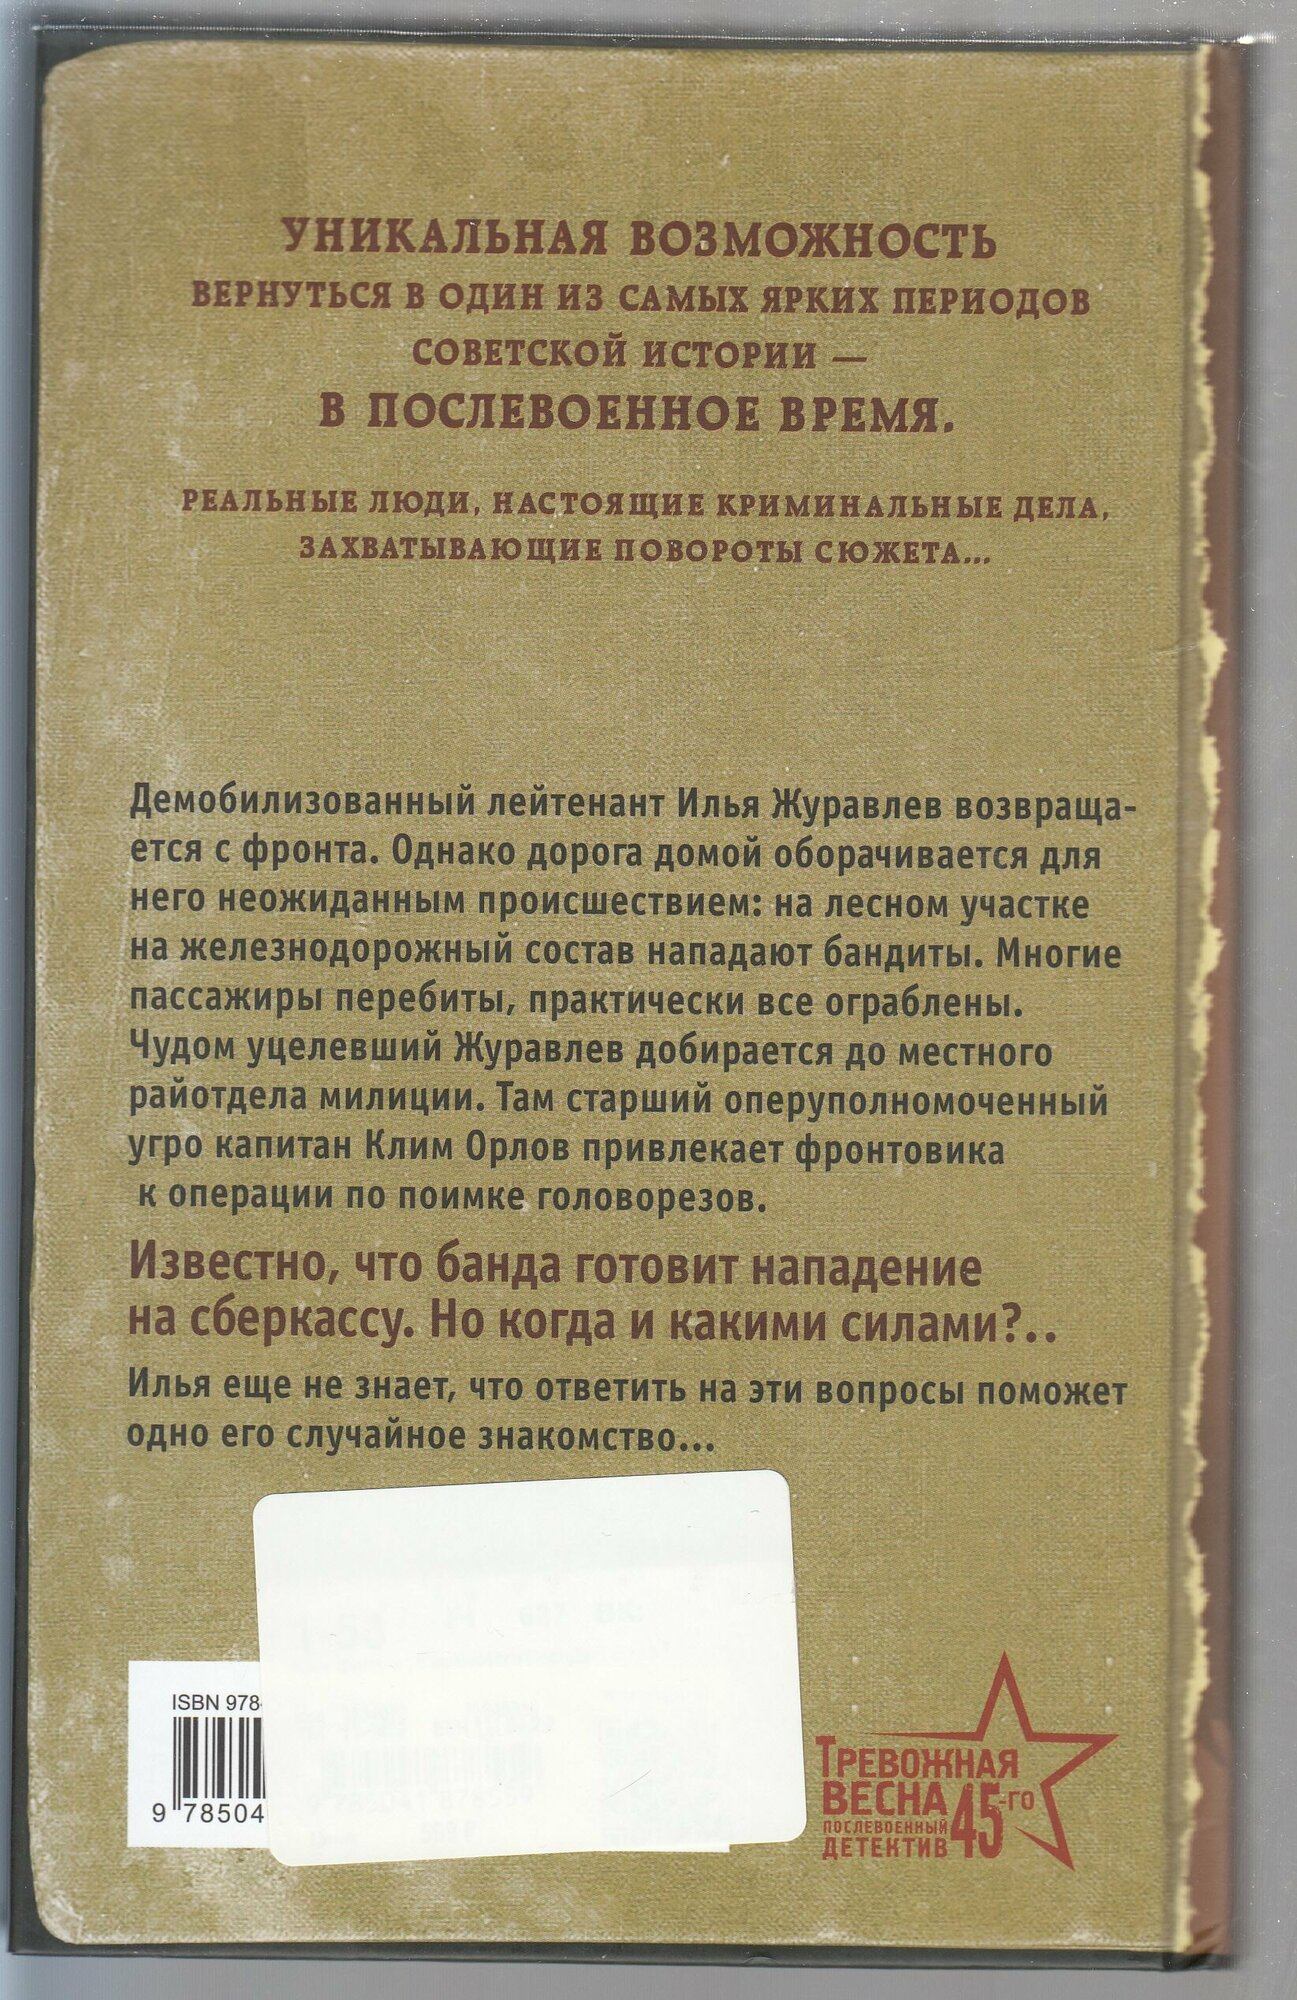 УНИКАЛЬНАЯ ВОЗМОЖНОСТЬ
ВЕРНУТЬСЯ В ОДИН ИЗ САМЫХ ЯРКИХ ПЕРИОДОВ
СОВЕТСКОЙ ИСТОРИИ —
В ПОСЛЕВОЕННОЕ ВРЕМЯ.
РЕАЛЬНЫЕ ЛЮДИ, НАСТОЯЩИЕ КРИМИНАЛЬНЫЕ ДЕЛА,
ЗАХВАТЫВАЮЩИЕ ПОВОРОТЫ СЮЖЕТА...
Демобилизованный лейтенант Илья Журавлев возвраща-
ется с фронта. Однако дорога домой оборачивается для
него неожиданным происшествием: на лесном участке
на железнодорожный состав нападают бандиты. Многие
пассажиры перебиты, практически все ограблены.
Чудом уцелевший Журавлев добирается до местного
райотдела милиции. Там старший оперуполномоченный
угро капитан Клим Орлов привлекает фронтовика
к операции по поимке головорезов.
Известно, что банда готовит нападение
на сберкассу. Но когда и какими силами?..
Илья еще не знает, что ответить на эти вопросы поможет
одно его случайное знакомство...
ISBN 978-
9 78504
ТРЕВОЖНАЯ
ВЕСНА 45-го
ПОСЛЕВОЕННЫЙ
ДЕТЕКТИВ